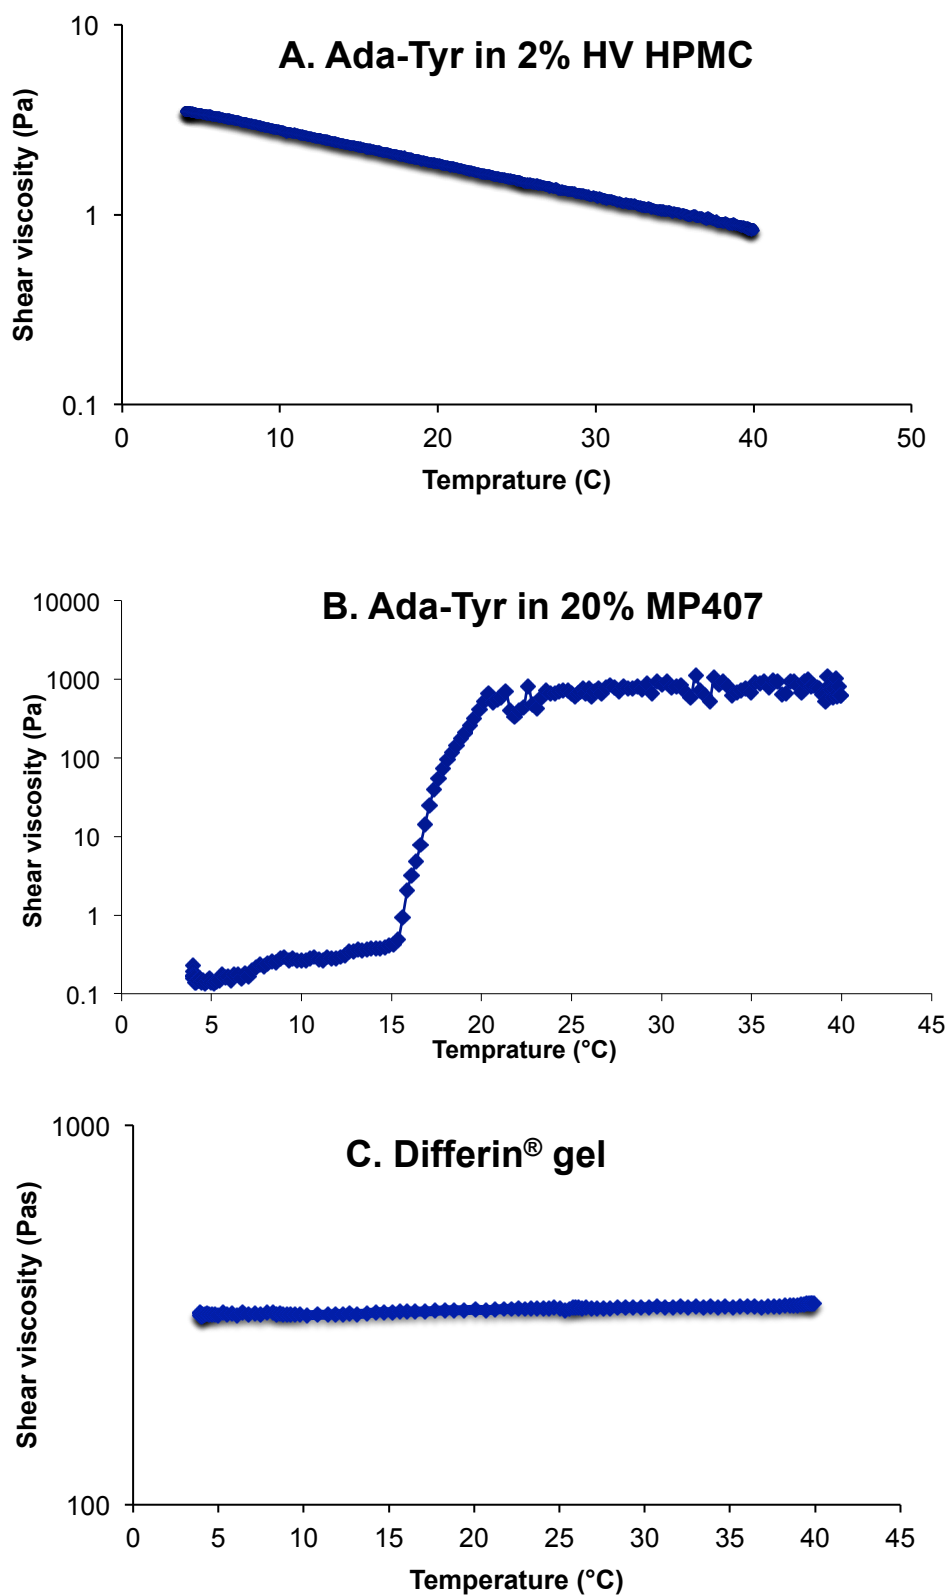 A. Ada-Tyr in 2% HV HPMC
Shear viscosity (Pa)
10
1
0.1
0 10 20 30 40 50
Temprature (C)
B. Ada-Tyr in 20% MP407
Shear viscosity (Pa)
10000
1000
100
10
1
0.1
0 5 10 15 20 25 30 35 40 45
Temprature (°C)
C. Differin® gel
Shear viscosity (Pas)
1000
100
0 5 10 15 20 25 30 35 40 45
Temperature (°C)